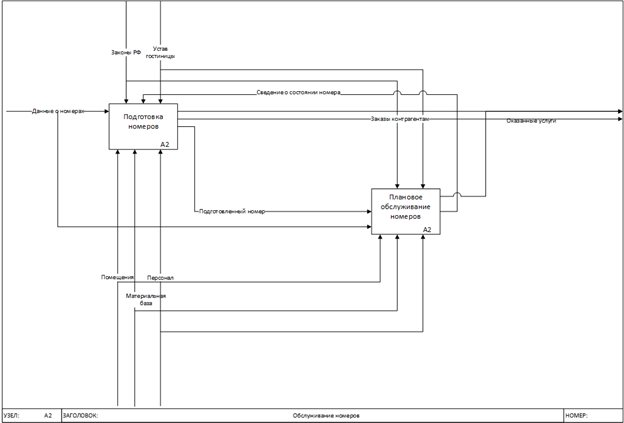 Законы РФ
Устав
гостиницы
Сведение о состоянии номера
Данные о номерах
Подготовка
номеров
A2
Заказы контрагентам
Оказанные услуги
Плановое
обслуживание
номеров
A2
Подготовленный номер
Помещения
Персонал
Материальная
база
УЗЕЛ:
A2
ЗАГОЛОВОК:
Обслуживание номеров
НОМЕР: